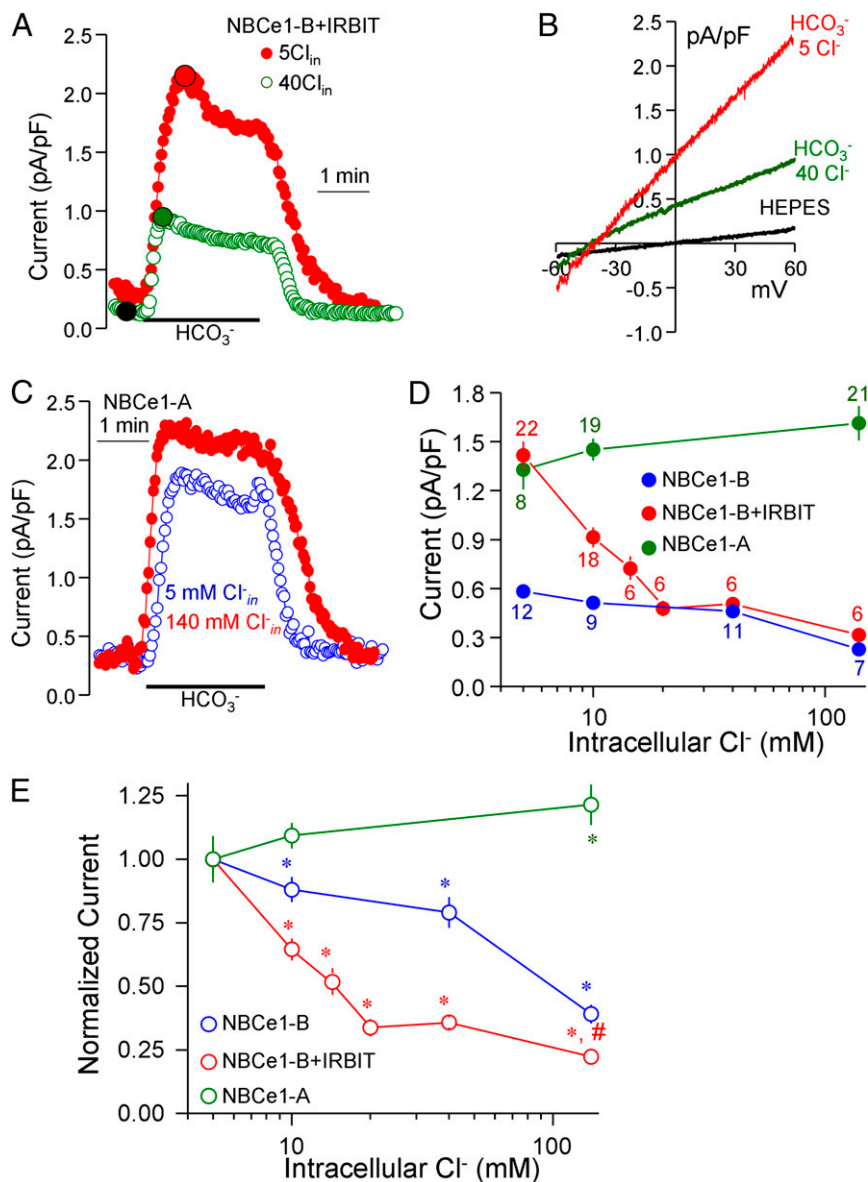 A
NBCe1-B+IRBIT
5Cl_in
40Cl_in
1 min
Current (pA/pF)
2.5
2.0
1.5
1.0
0.5
0.0
HCO₃⁻
B
pA/pF
HCO₃⁻
5 Cl⁻
HCO₃⁻
40 Cl⁻
HEPES
2.5
2.0
1.5
1.0
0.5
-0.5
-1.0
-60
-30
30
60
mV
C
NBCe1-A
1 min
Current (pA/pF)
2.5
2.0
1.5
1.0
0.5
0.0
5 mM Cl⁻in
140 mM Cl⁻in
HCO₃⁻
D
Current (pA/pF)
1.8
1.5
1.2
0.9
0.6
0.3
0.0
22
19
21
8
18
6
6
6
6
12
9
11
7
NBCe1-B
NBCe1-B+IRBIT
NBCe1-A
10
100
Intracellular Cl⁻ (mM)
E
Normalized Current
1.25
1.00
0.75
0.50
0.25
0.00
*
*
*
*
*
*
*
*
*, #
NBCe1-B
NBCe1-B+IRBIT
NBCe1-A
10
100
Intracellular Cl⁻ (mM)